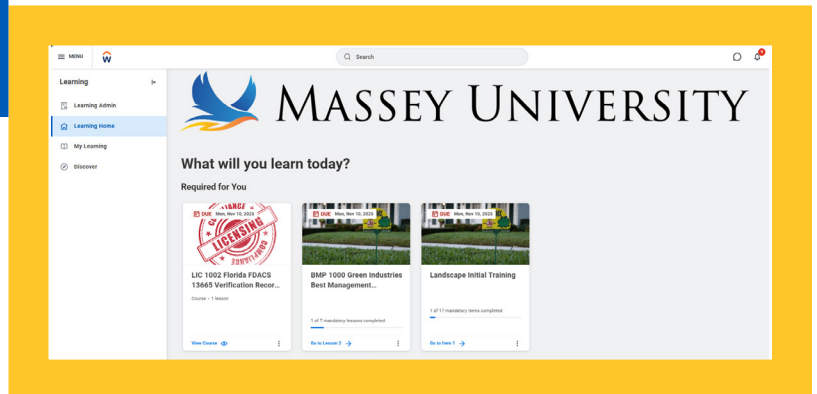 MENU
Search
Learning
Learning Admin
Learning Home
My Learning
Discover
MASSEY UNIVERSITY
What will you learn today?
Required for You
DUE Mon, Nov 10, 2025
LICENSING
COMPLIANCE
LIC 1002 Florida FDACS
13665 Verification Recor...
Course • 1 lesson
View Course
DUE Mon, Nov 10, 2025
BMP 1000 Green Industries
Best Management...
1 of 7 mandatory lessons completed
Go to Lesson 2
DUE Mon, Nov 10, 2025
Landscape Initial Training
1 of 17 mandatory items completed
Go to Item 1